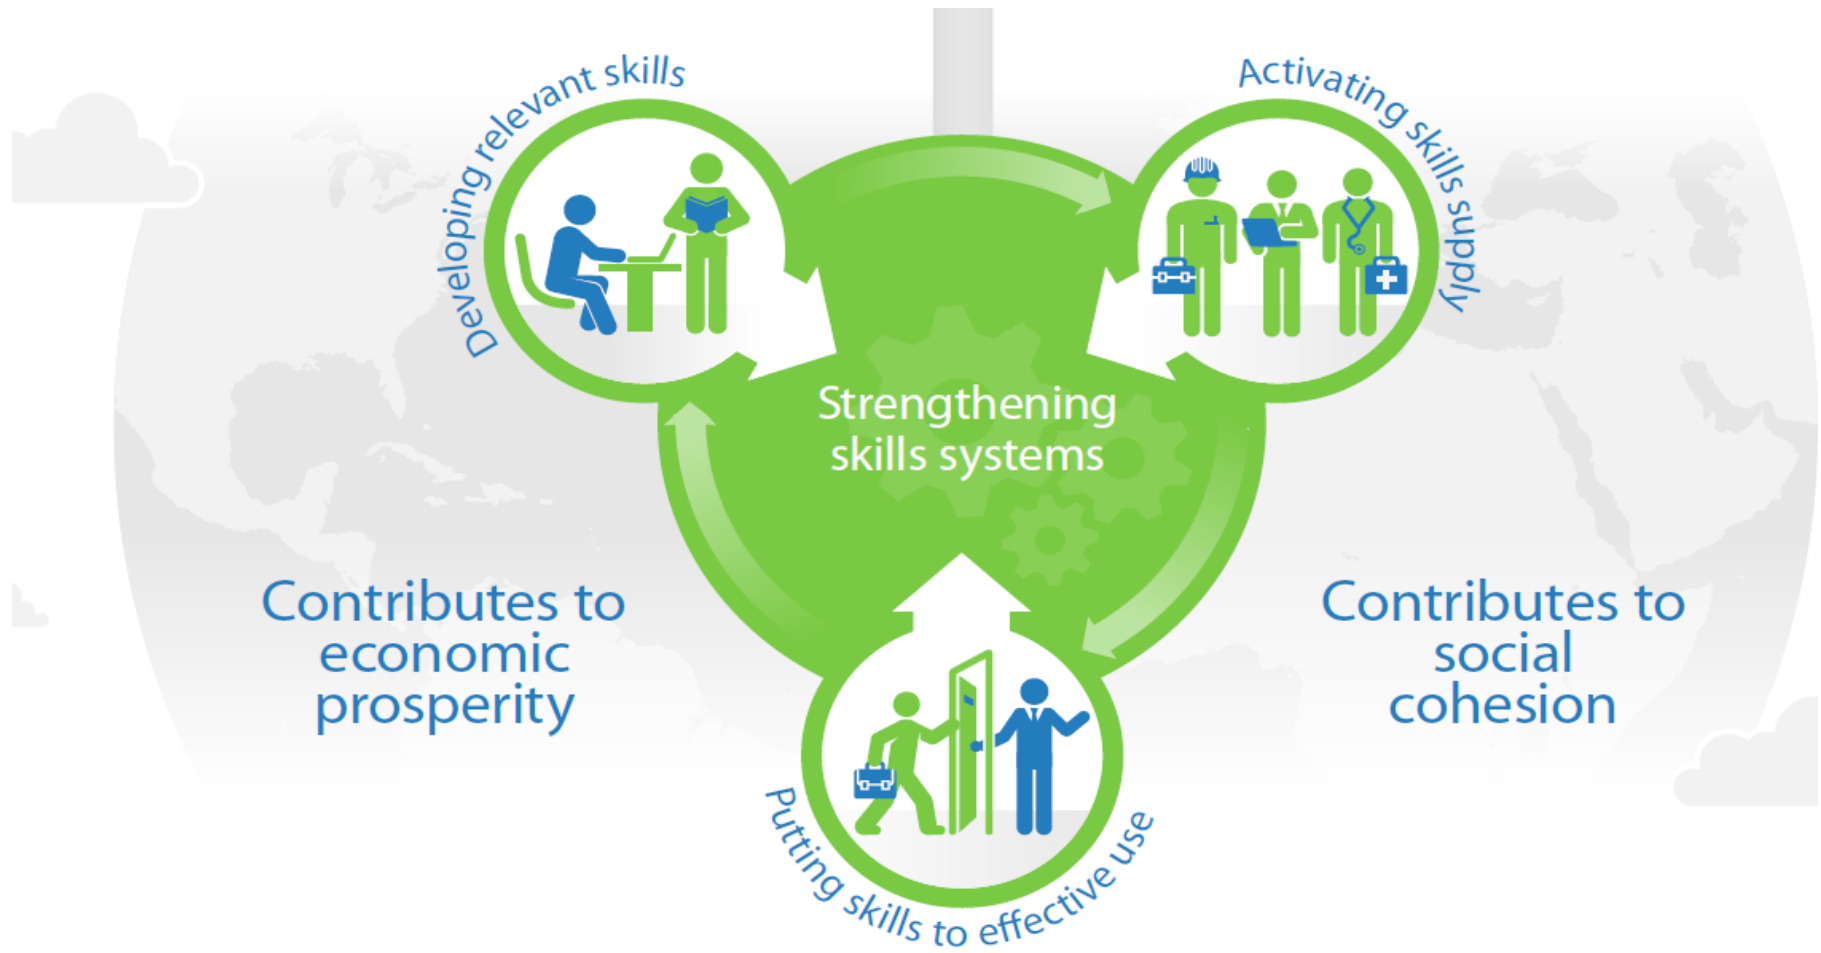 Developing relevant skills
Activating skills supply
Strengthening
skills systems
Contributes to
economic
prosperity
Contributes to
social
cohesion
Putting skills to effective use